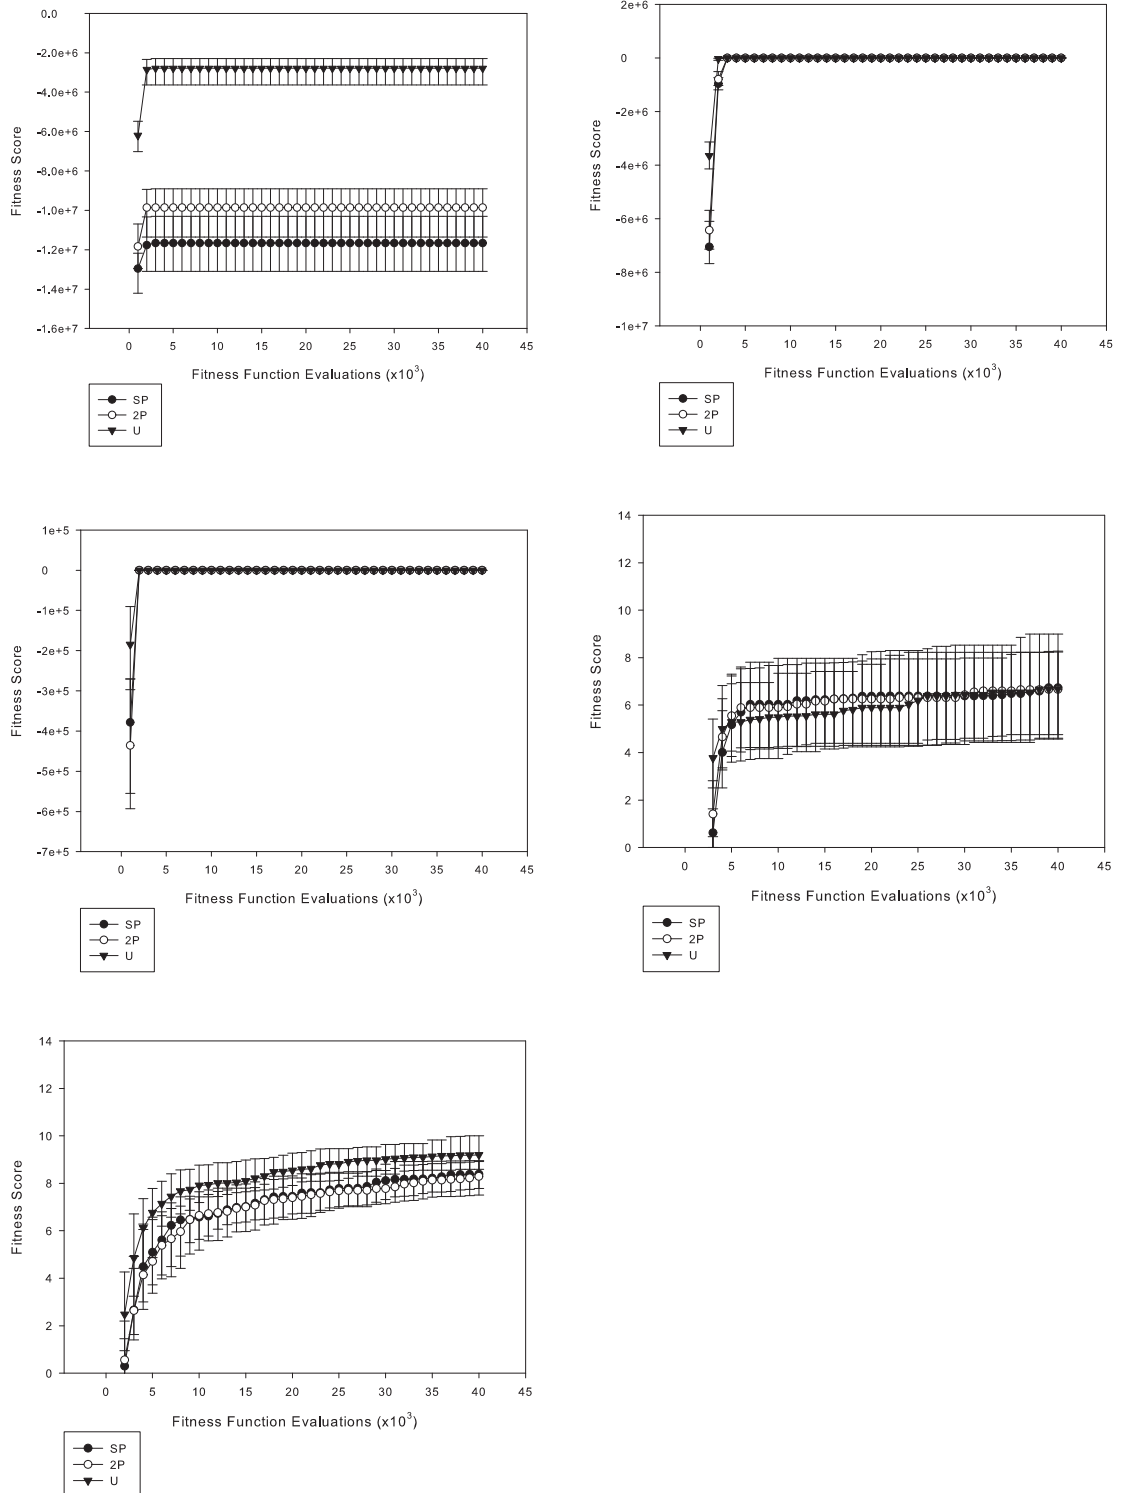 0.0
-2.0e+6
-4.0e+6
-6.0e+6
-8.0e+6
-1.0e+7
-1.2e+7
-1.4e+7
-1.6e+7
Fitness Score
0 5 10 15 20 25 30 35 40 45
Fitness Function Evaluations (x10³)
SP
2P
U
2e+6
0
-2e+6
-4e+6
-6e+6
-8e+6
-1e+7
Fitness Score
0 5 10 15 20 25 30 35 40 45
Fitness Function Evaluations (x10³)
SP
2P
U
1e+5
0
-1e+5
-2e+5
-3e+5
-4e+5
-5e+5
-6e+5
-7e+5
Fitness Score
0 5 10 15 20 25 30 35 40 45
Fitness Function Evaluations (x10³)
SP
2P
U
14
12
10
8
6
4
2
0
Fitness Score
0 5 10 15 20 25 30 35 40 45
Fitness Function Evaluations (x10³)
SP
2P
U
14
12
10
8
6
4
2
0
Fitness Score
0 5 10 15 20 25 30 35 40 45
Fitness Function Evaluations (x10³)
SP
2P
U